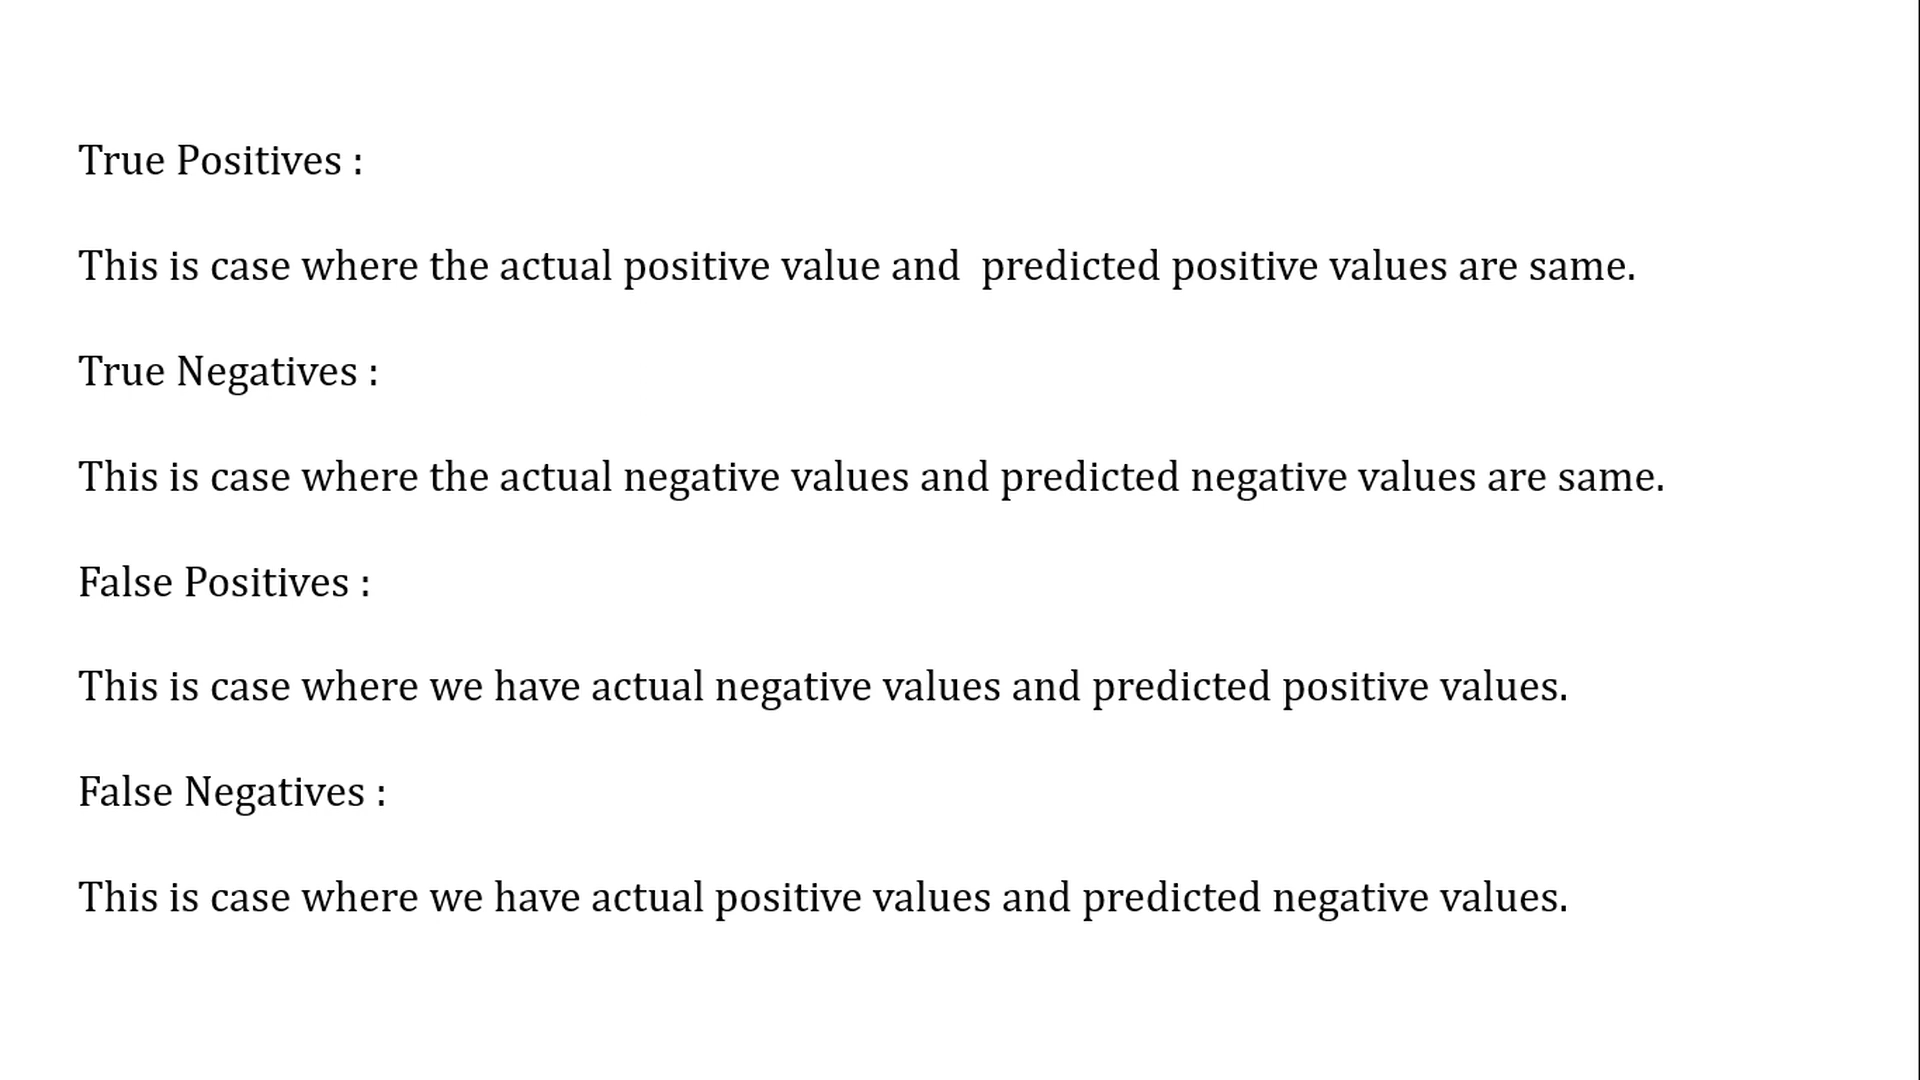 True Positives :
This is case where the actual positive value and  predicted positive values are same.
True Negatives :
This is case where the actual negative values and predicted negative values are same.
False Positives :
This is case where we have actual negative values and predicted positive values.
False Negatives :
This is case where we have actual positive values and predicted negative values.